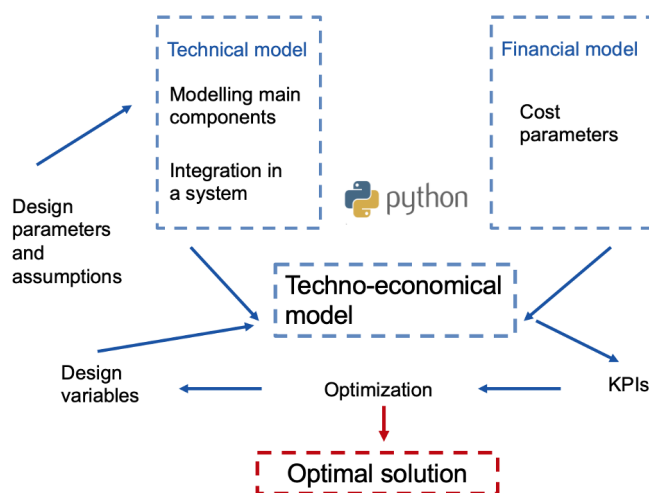 Technical model
Modelling main
components
Integration in
a system
Financial model
Cost
parameters
python
Design
parameters
and
assumptions
Techno-economical
model
Design
variables
Optimization
KPIs
Optimal solution